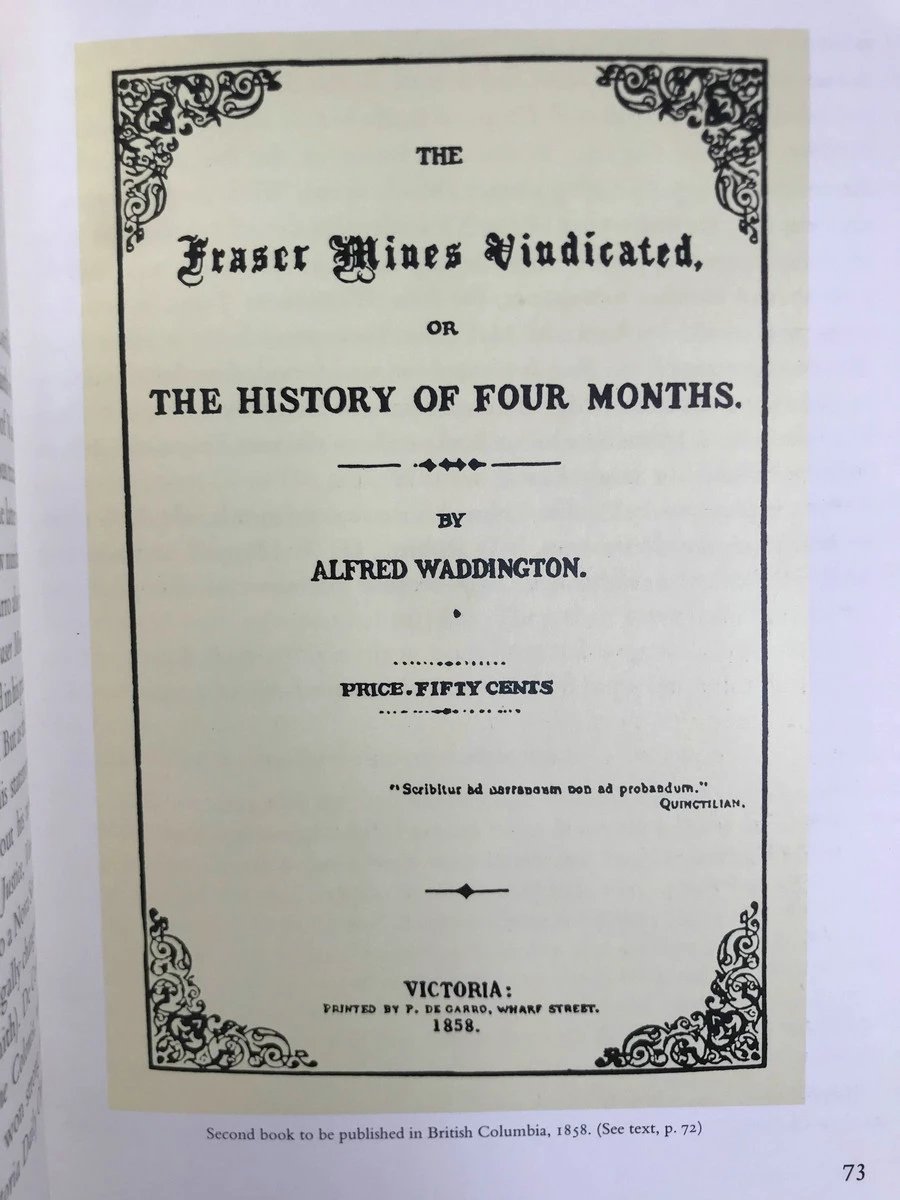 THE
Fraser Mines Vindicated,
OR
THE HISTORY OF FOUR MONTHS.
BY
ALFRED WADDINGTON.
PRICE. FIFTY CENTS
"Scribitur ad narrandum non ad probandum."
QUINCTILIAN.
VICTORIA:
PRINTED BY P. DE GARRO, WHARF STREET.
1858.
Second book to be published in British Columbia, 1858. (See text, p. 72)
73